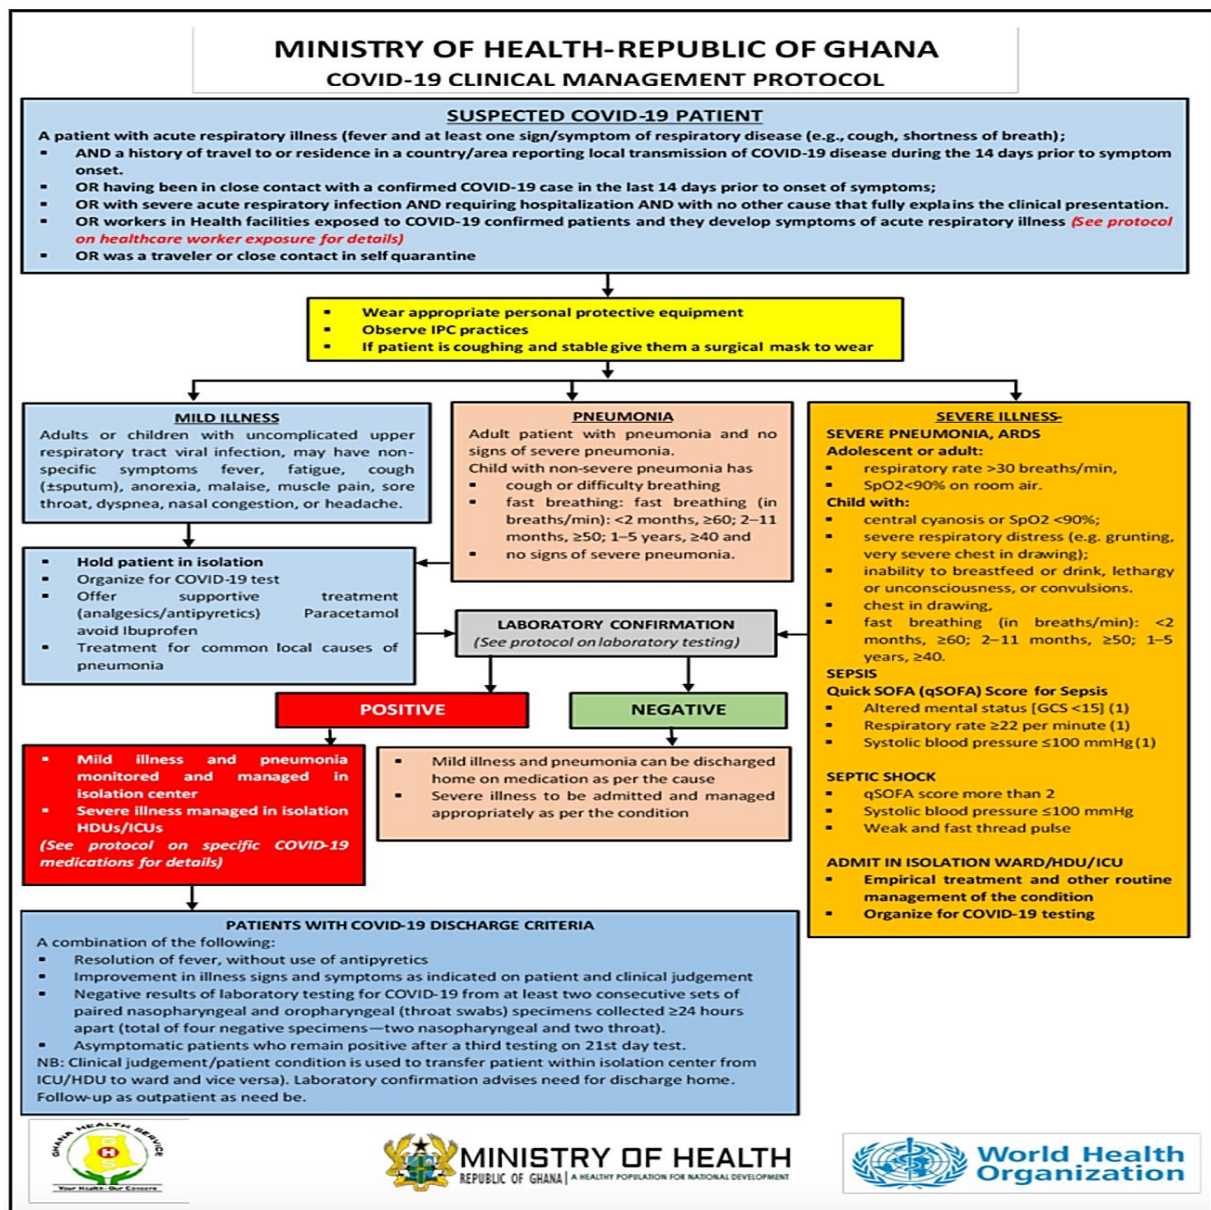 MINISTRY OF HEALTH-REPUBLIC OF GHANA
COVID-19 CLINICAL MANAGEMENT PROTOCOL
SUSPECTED COVID-19 PATIENT
A patient with acute respiratory illness (fever and at least one sign/symptom of respiratory disease (e.g., cough, shortness of breath);
▪ AND a history of travel to or residence in a country/area reporting local transmission of COVID-19 disease during the 14 days prior to symptom
onset.
▪ OR having been in close contact with a confirmed COVID-19 case in the last 14 days prior to onset of symptoms;
▪ OR with severe acute respiratory infection AND requiring hospitalization AND with no other cause that fully explains the clinical presentation.
▪ OR workers in Health facilities exposed to COVID-19 confirmed patients and they develop symptoms of acute respiratory illness (See protocol
on healthcare worker exposure for details)
▪ OR was a traveler or close contact in self quarantine
▪ Wear appropriate personal protective equipment
▪ Observe IPC practices
▪ If patient is coughing and stable give them a surgical mask to wear
MILD ILLNESS
Adults or children with uncomplicated upper
respiratory tract viral infection, may have non-
specific symptoms fever, fatigue, cough
(±sputum), anorexia, malaise, muscle pain, sore
throat, dyspnea, nasal congestion, or headache.
▪ Hold patient in isolation
▪ Organize for COVID-19 test
▪ Offer supportive treatment
(analgesics/antipyretics) Paracetamol
avoid Ibuprofen
▪ Treatment for common local causes of
pneumonia
PNEUMONIA
Adult patient with pneumonia and no
signs of severe pneumonia.
Child with non-severe pneumonia has
▪ cough or difficulty breathing
▪ fast breathing: fast breathing (in
breaths/min): <2 months, ≥60; 2–11
months, ≥50; 1–5 years, ≥40 and
▪ no signs of severe pneumonia.
SEVERE ILLNESS-
SEVERE PNEUMONIA, ARDS
Adolescent or adult:
▪ respiratory rate >30 breaths/min,
▪ SpO2<90% on room air.
Child with:
▪ central cyanosis or SpO2 <90%;
▪ severe respiratory distress (e.g. grunting,
very severe chest in drawing);
▪ inability to breastfeed or drink, lethargy
or unconsciousness, or convulsions.
▪ chest in drawing,
▪ fast breathing (in breaths/min): <2
months, ≥60; 2–11 months, ≥50; 1–5
years, ≥40.
SEPSIS
Quick SOFA (qSOFA) Score for Sepsis
▪ Altered mental status [GCS <15] (1)
▪ Respiratory rate ≥22 per minute (1)
▪ Systolic blood pressure ≤100 mmHg (1)
SEPTIC SHOCK
▪ qSOFA score more than 2
▪ Systolic blood pressure ≤100 mmHg
▪ Weak and fast thread pulse
ADMIT IN ISOLATION WARD/HDU/ICU
▪ Empirical treatment and other routine
management of the condition
▪ Organize for COVID-19 testing
LABORATORY CONFIRMATION
(See protocol on laboratory testing)
POSITIVE
NEGATIVE
▪ Mild illness and pneumonia
monitored and managed in
isolation center
▪ Severe illness managed in isolation
HDUs/ICUs
(See protocol on specific COVID-19
medications for details)
▪ Mild illness and pneumonia can be discharged
home on medication as per the cause
▪ Severe illness to be admitted and managed
appropriately as per the condition
PATIENTS WITH COVID-19 DISCHARGE CRITERIA
A combination of the following:
▪ Resolution of fever, without use of antipyretics
▪ Improvement in illness signs and symptoms as indicated on patient and clinical judgement
▪ Negative results of laboratory testing for COVID-19 from at least two consecutive sets of
paired nasopharyngeal and oropharyngeal (throat swabs) specimens collected ≥24 hours
apart (total of four negative specimens—two nasopharyngeal and two throat).
▪ Asymptomatic patients who remain positive after a third testing on 21st day test.
NB: Clinical judgement/patient condition is used to transfer patient within isolation center from
ICU/HDU to ward and vice versa). Laboratory confirmation advises need for discharge home.
Follow-up as outpatient as need be.
GHANA HEALTH SERVICE
G H S
Your Health-Our Concern
MINISTRY OF HEALTH
REPUBLIC OF GHANA | A HEALTHY POPULATION FOR NATIONAL DEVELOPMENT
World Health
Organization